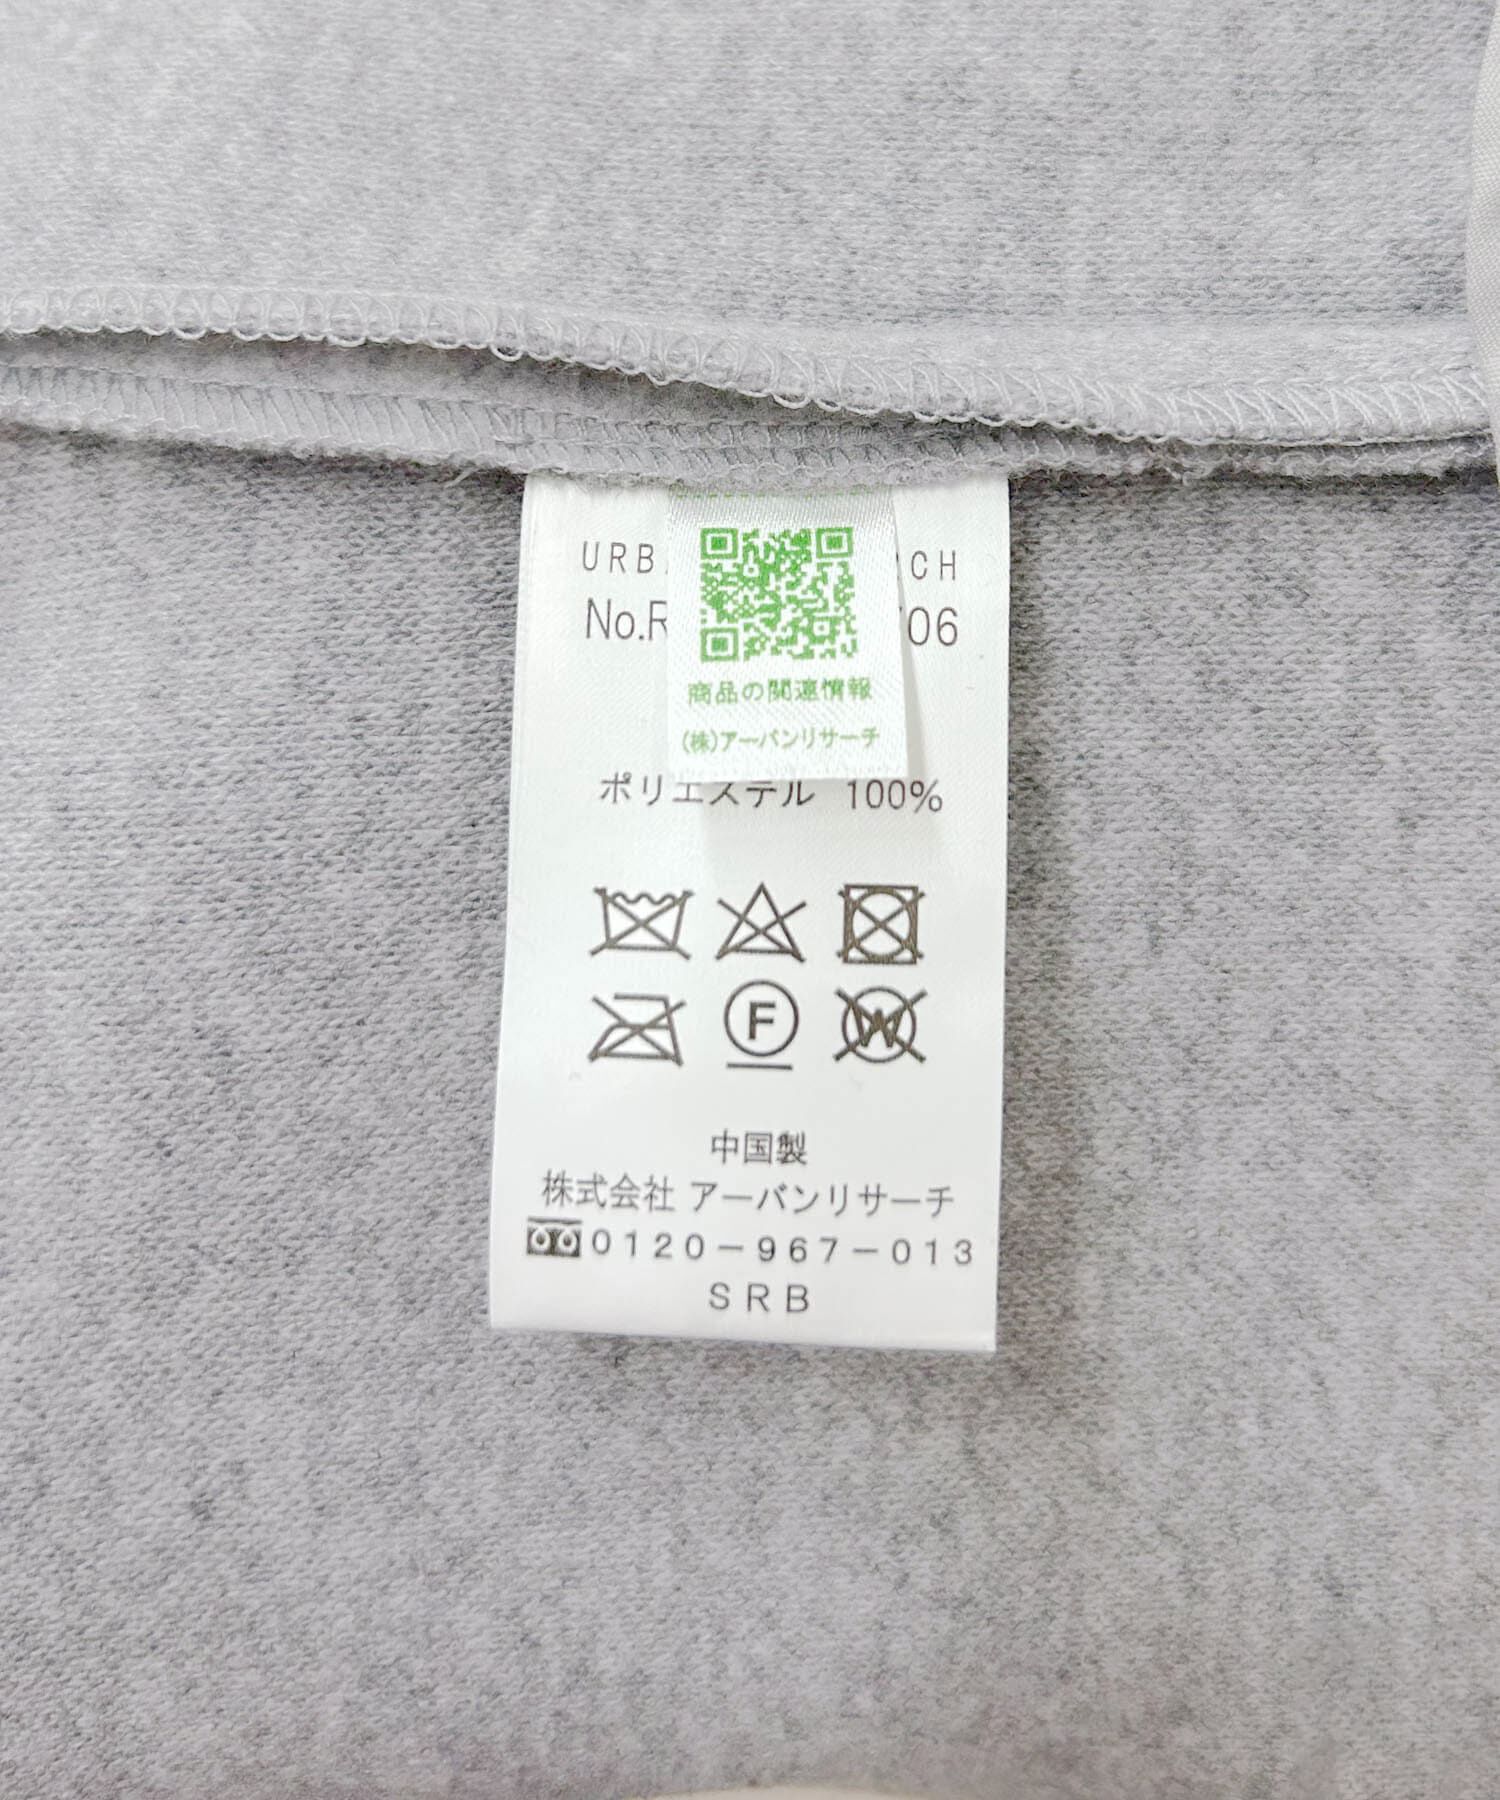 URB
RCH
No.R
706
商品の関連情報
(株)アーバンリサーチ
ポリエステル 100%
F
W
中国製
株式会社 アーバンリサーチ
0120-967-013
SRB